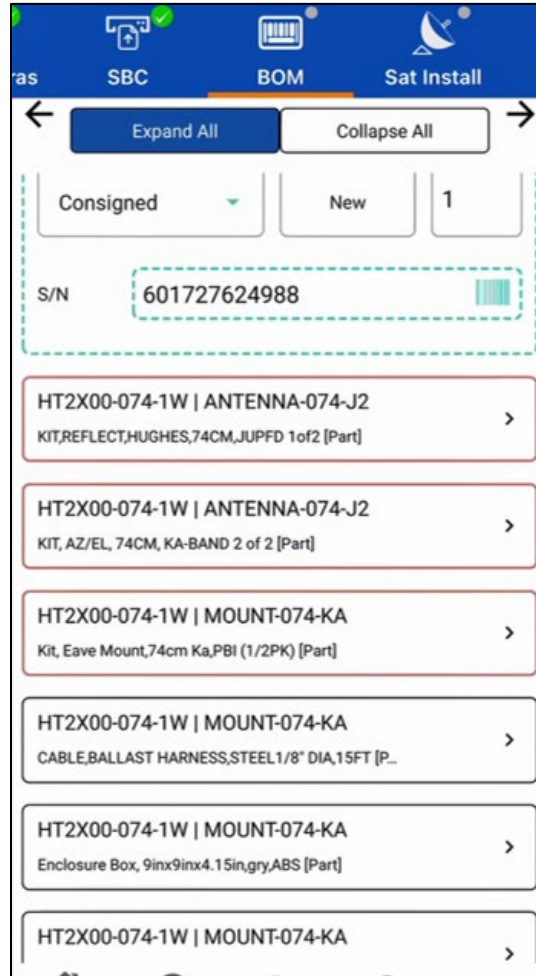 as SBC BOM Sat Install
Expand All Collapse All
Consigned New 1
S/N 601727624988
HT2X00-074-1W | ANTENNA-074-J2
KIT,REFLECT,HUGHES,74CM,JUPFD 1of2 [Part]
HT2X00-074-1W | ANTENNA-074-J2
KIT, AZ/EL, 74CM, KA-BAND 2 of 2 [Part]
HT2X00-074-1W | MOUNT-074-KA
Kit, Eave Mount,74cm Ka,PBI (1/2PK) [Part]
HT2X00-074-1W | MOUNT-074-KA
CABLE,BALLAST HARNESS,STEEL1/8" DIA,15FT [P...
HT2X00-074-1W | MOUNT-074-KA
Enclosure Box, 9inx9inx4.15in,gry,ABS [Part]
HT2X00-074-1W | MOUNT-074-KA